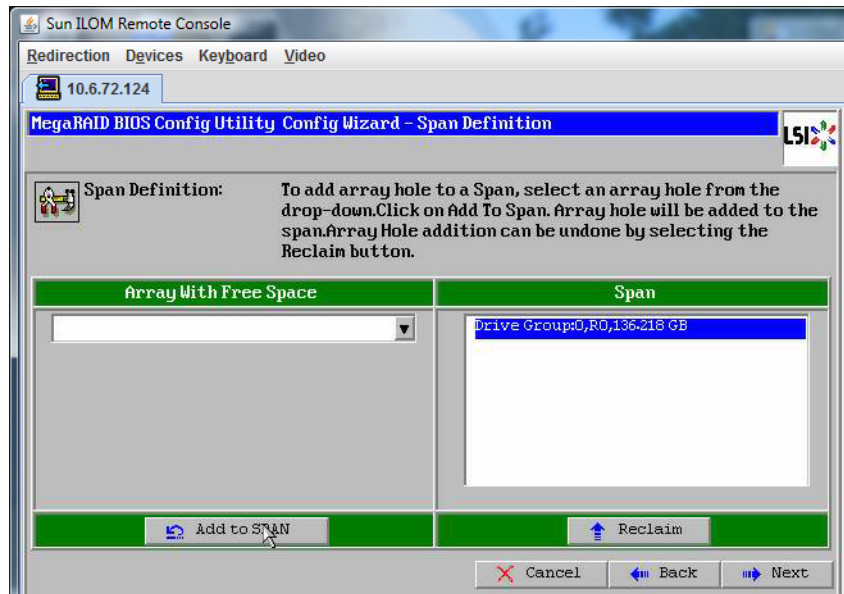 Sun ILOM Remote Console
Redirection Devices Keyboard Video
10.6.72.124
MegaRAID BIOS Config Utility Config Wizard – Span Definition
LSI
Span Definition: To add array hole to a Span, select an array hole from the
drop-down.Click on Add To Span. Array hole will be added to the
span.Array Hole addition can be undone by selecting the
Reclaim button.
Array With Free Space Span
Drive Group:0,R0,136.218 GB
Add to SPAN Reclaim
Cancel Back Next